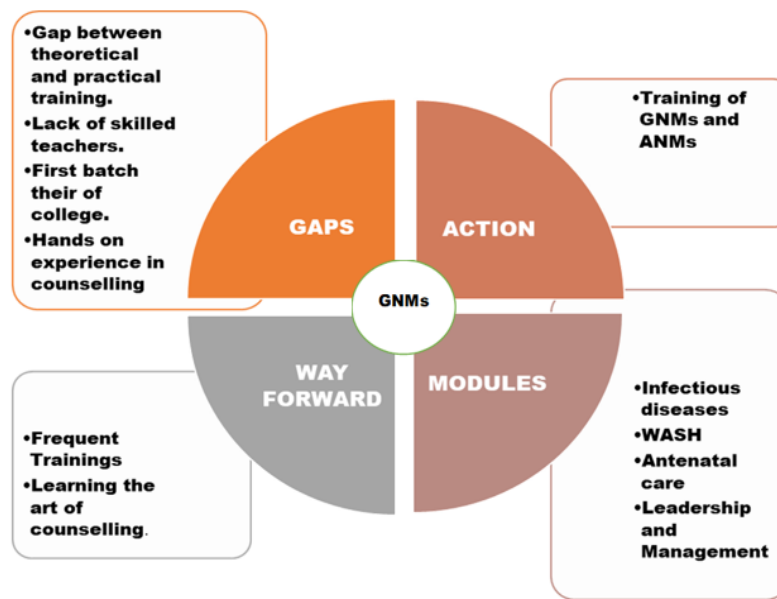 •Gap between
theoretical
and practical
training.
•Lack of skilled
teachers.
•First batch
their of
college.
•Hands on
experience in
counselling
GAPS
ACTION
•Training of
GNMs and
ANMs
GNMs
WAY
FORWARD
•Frequent
Trainings
•Learning the
art of
counselling.
MODULES
•Infectious
diseases
•WASH
•Antenatal
care
•Leadership
and
Management